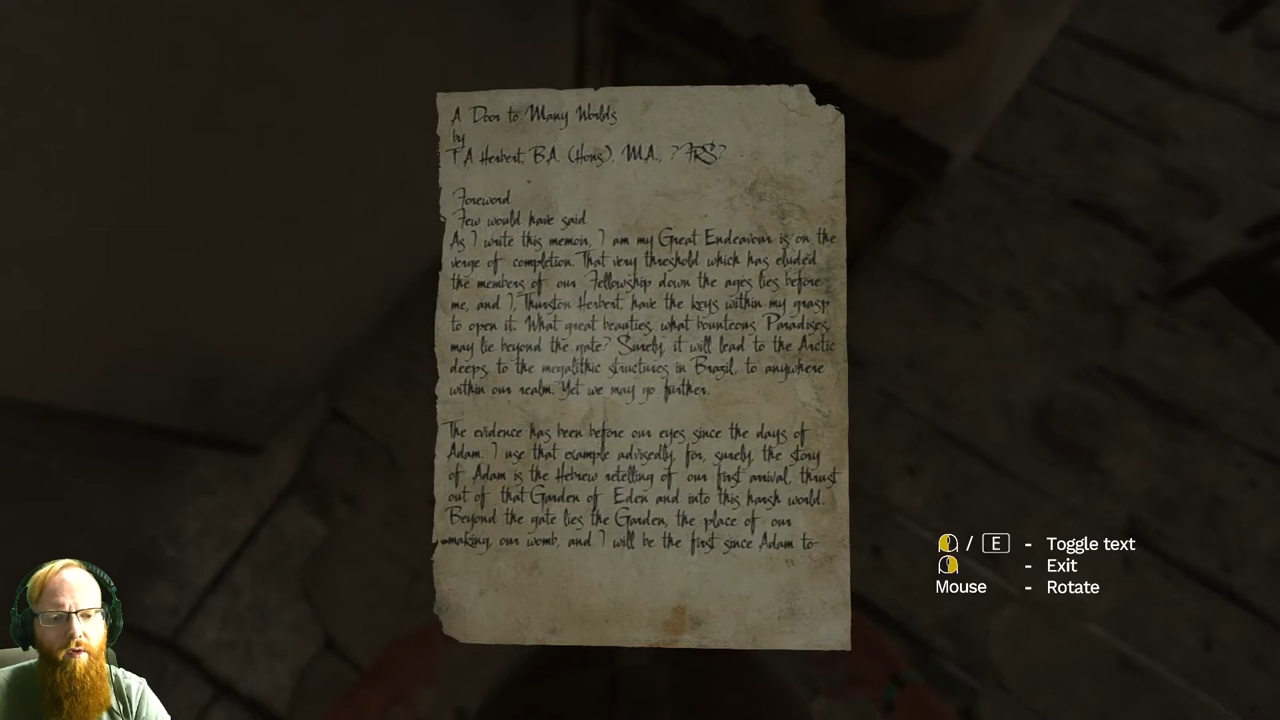 A Door to Many Worlds
by
T.A Herbert, B.A. (Hons), M.A., ?FRS?
Foreword
Few would have said
As I write this memoir, I am my Great Endeavour is on the
verge of completion. That very threshold which has eluded
the members of our Fellowship down the ages lies before
me, and I, Thurston Herbert, have the keys within my grasp
to open it. What great beauties, what bounteous Paradises,
may lie beyond the gate? Surely, it will lead to the Arctic
deeps, to the megalithic structures in Brazil, to anywhere
within our realm. Yet we may go further.
The evidence has been before our eyes since the days of
Adam. I use that example advisedly, for, surely, the story
of Adam is the Hebrew retelling of our first arrival, thrust
out of that Garden of Eden and into this harsh world.
Beyond the gate lies the Garden, the place of our
making, our womb, and I will be the first since Adam to-
/ E - Toggle text
- Exit
Mouse - Rotate